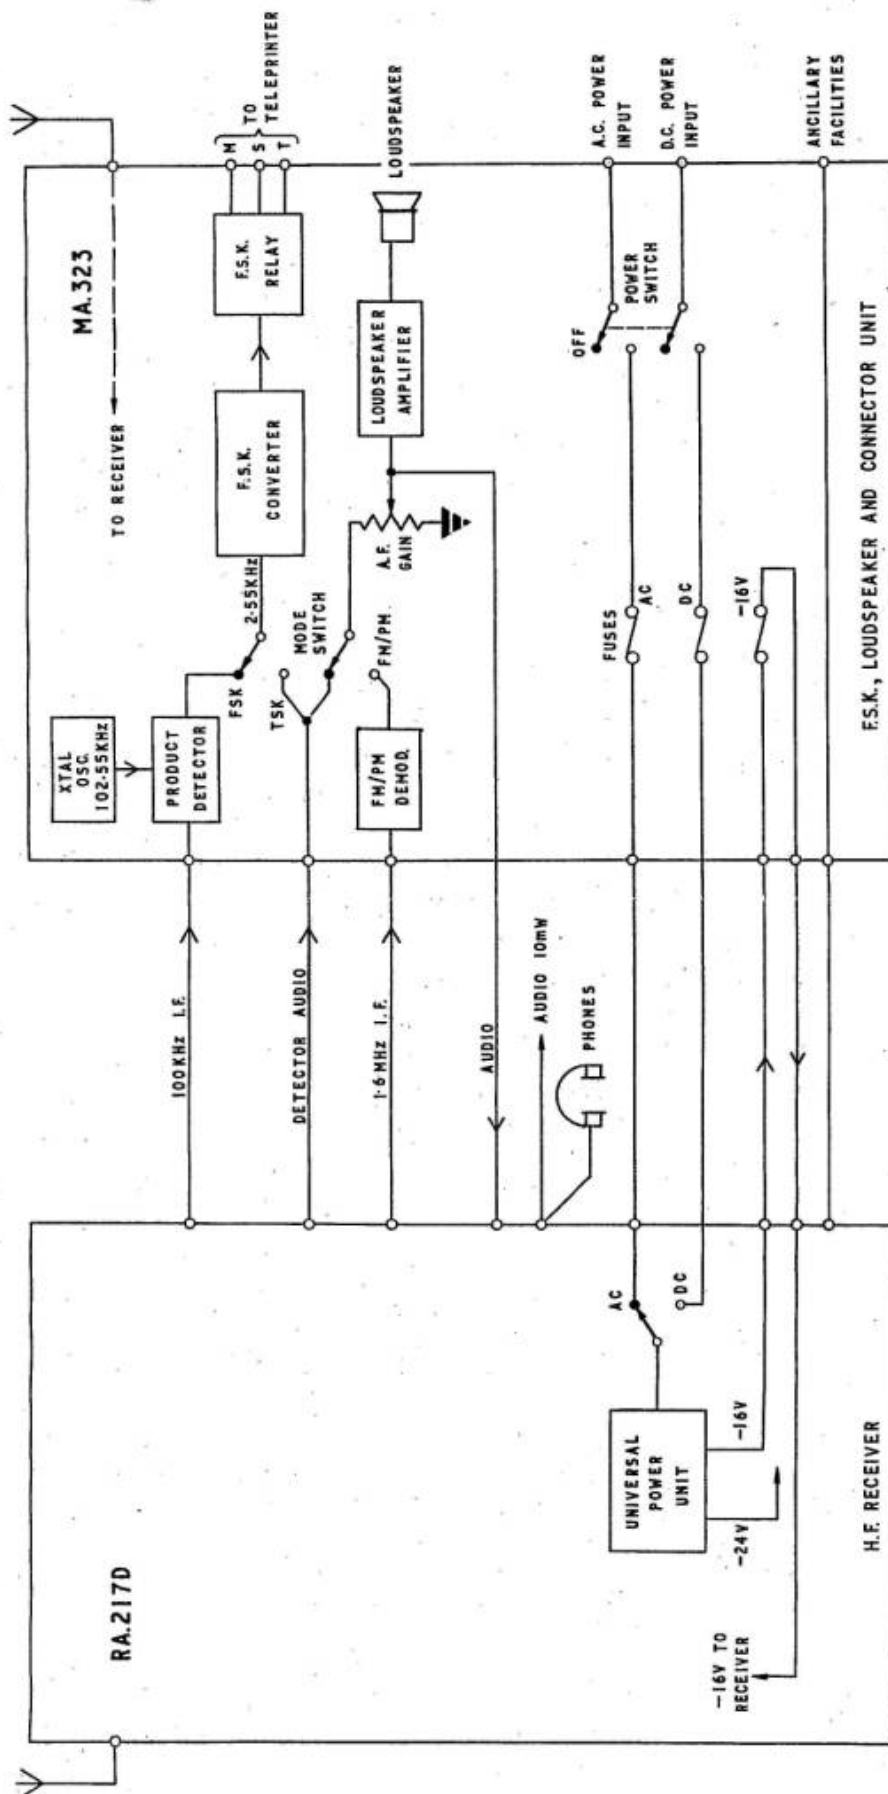 RA.217D
-16V TO
RECEIVER
UNIVERSAL
POWER
UNIT
-24V
-16V
AC
DC
H.F. RECEIVER
100KHz I.F.
DETECTOR AUDIO
1·6MHz I.F.
AUDIO
AUDIO 10mW
PHONES
MA.323
TO RECEIVER
XTAL
OSC.
102·55KHz
PRODUCT
DETECTOR
FSK
2·55KHz
F.S.K.
CONVERTER
F.S.K.
RELAY
M
S
T
TO
TELEPRINTER
TSK
MODE
SWITCH
FM/PM
FM/PM
DEMOD.
A.F.
GAIN
LOUDSPEAKER
AMPLIFIER
LOUDSPEAKER
FUSES
AC
DC
-16V
OFF
POWER
SWITCH
A.C. POWER
INPUT
D.C. POWER
INPUT
ANCILLARY
FACILITIES
F.S.K., LOUDSPEAKER AND CONNECTOR UNIT